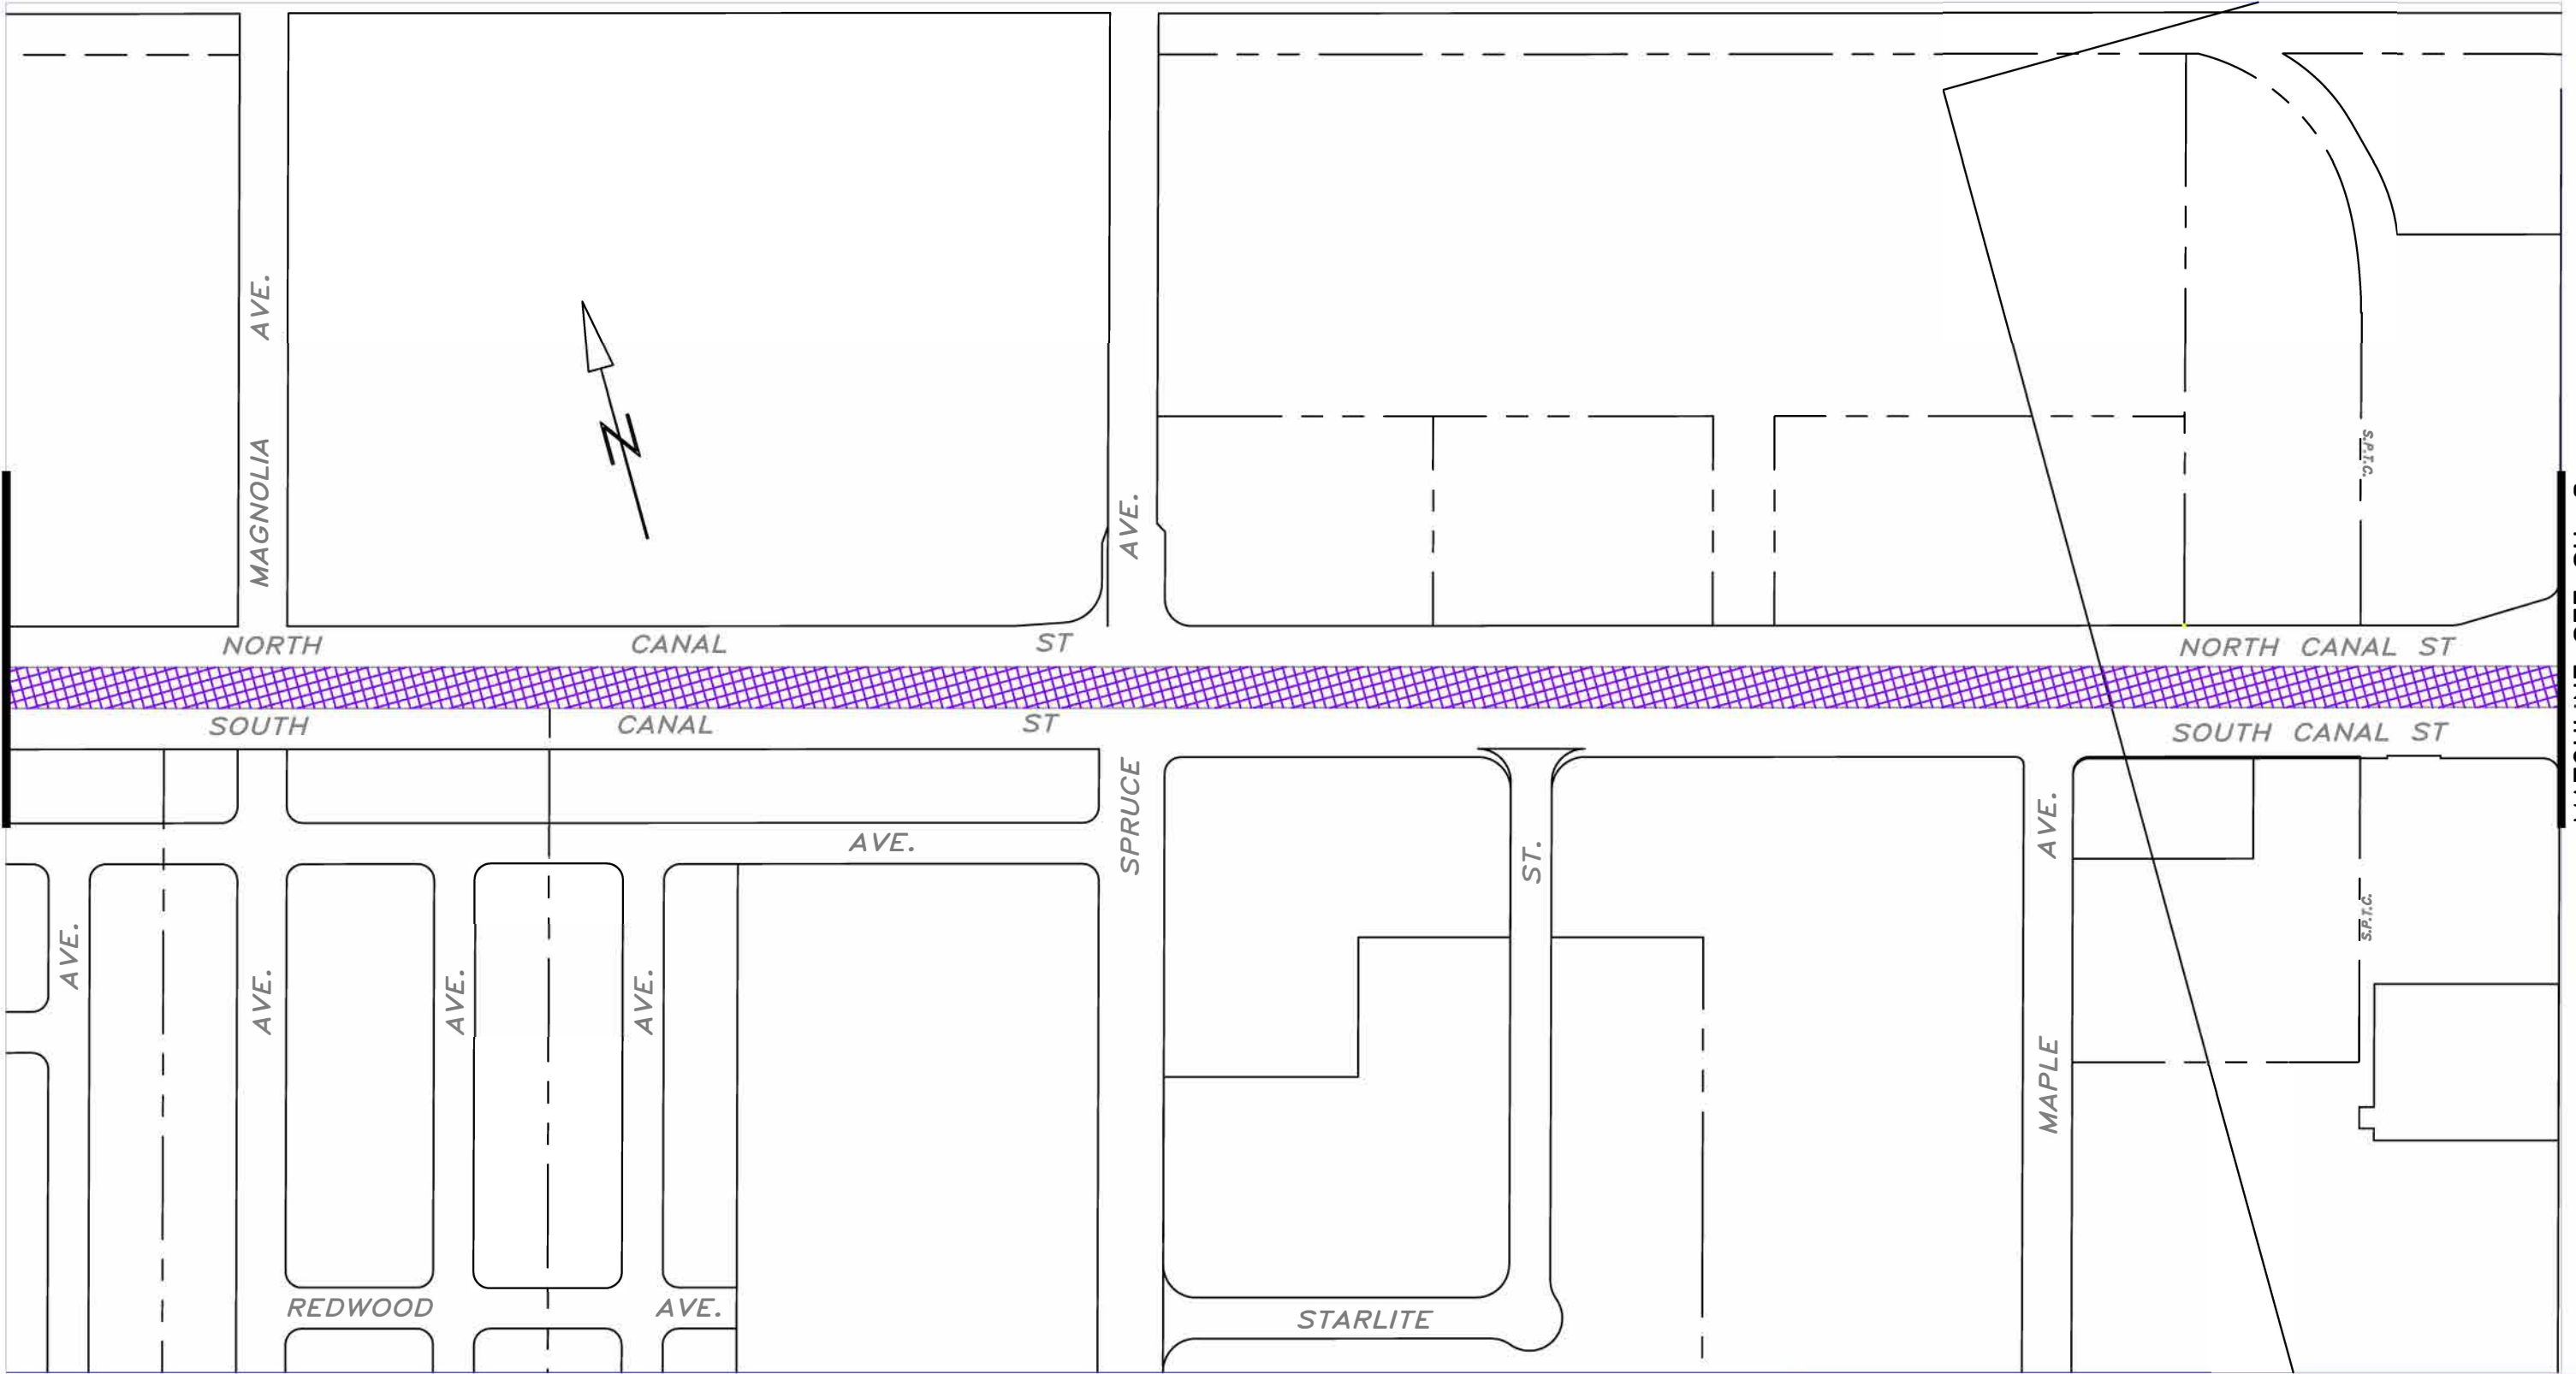 AVE.
MAGNOLIA
N
AVE.
S.P.T.C.
NORTH CANAL ST
NORTH CANAL ST
SOUTH CANAL ST
SOUTH CANAL ST
SPRUCE
AVE.
ST.
AVE.
AVE.
AVE.
AVE.
AVE.
S.P.T.C.
MAPLE
REDWOOD AVE.
STARLITE